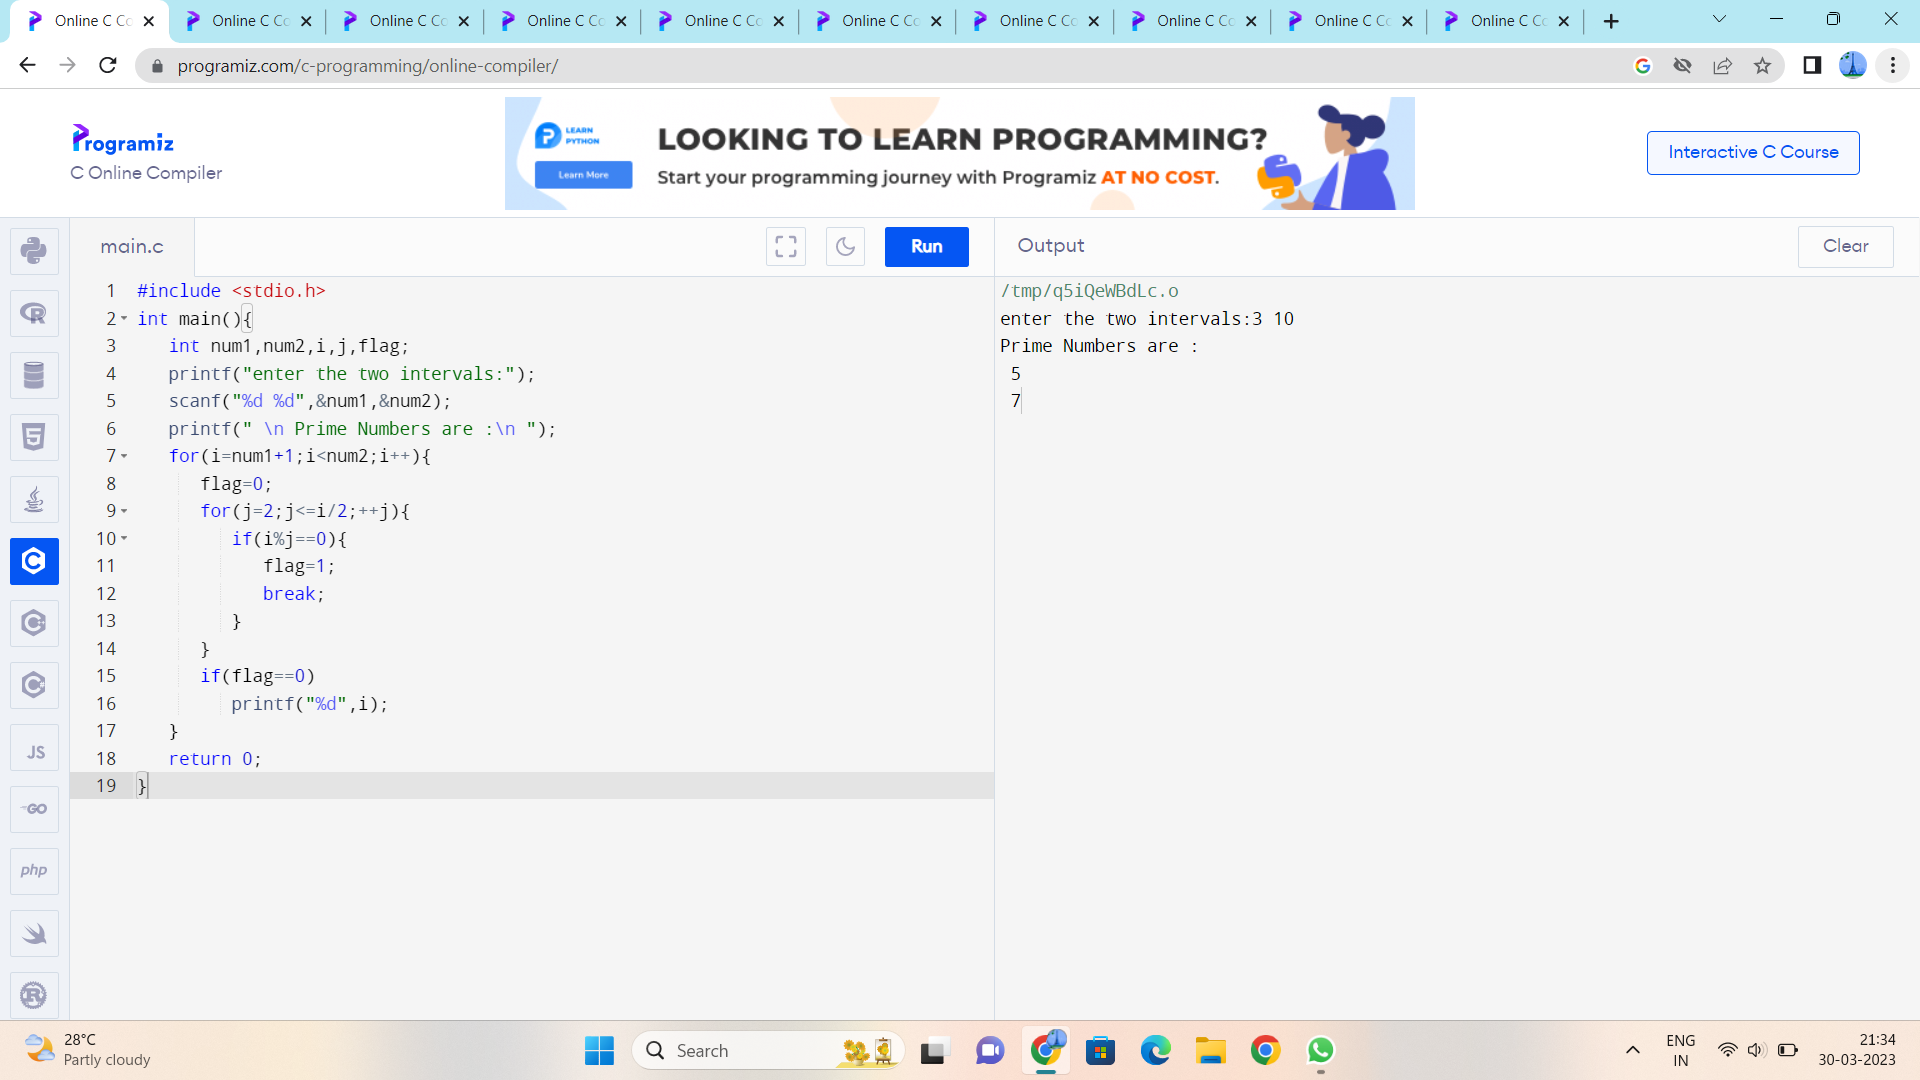 Online C Co
Online C Co
Online C Co
Online C Co
Online C Co
Online C Co
Online C Co
Online C Co
Online C Co
Online C Co
programiz.com/c-programming/online-compiler/
Programiz
C Online Compiler
LEARN
PYTHON
Learn More
LOOKING TO LEARN PROGRAMMING?
Start your programming journey with Programiz AT NO COST.
Interactive C Course
main.c
Run
Output
Clear
1 #include <stdio.h>
2 int main(){
3 int num1,num2,i,j,flag;
4 printf("enter the two intervals:");
5 scanf("%d %d",&num1,&num2);
6 printf(" \n Prime Numbers are :\n ");
7 for(i=num1+1;i<num2;i++){
8 flag=0;
9 for(j=2;j<=i/2;++j){
10 if(i%j==0){
11 flag=1;
12 break;
13 }
14 }
15 if(flag==0)
16 printf("%d",i);
17 }
18 return 0;
19 }
/tmp/q5iQeWBdLc.o
enter the two intervals:3 10
Prime Numbers are :
5
7
JS
GO
php
28°C
Partly cloudy
Search
ENG
IN
21:34
30-03-2023